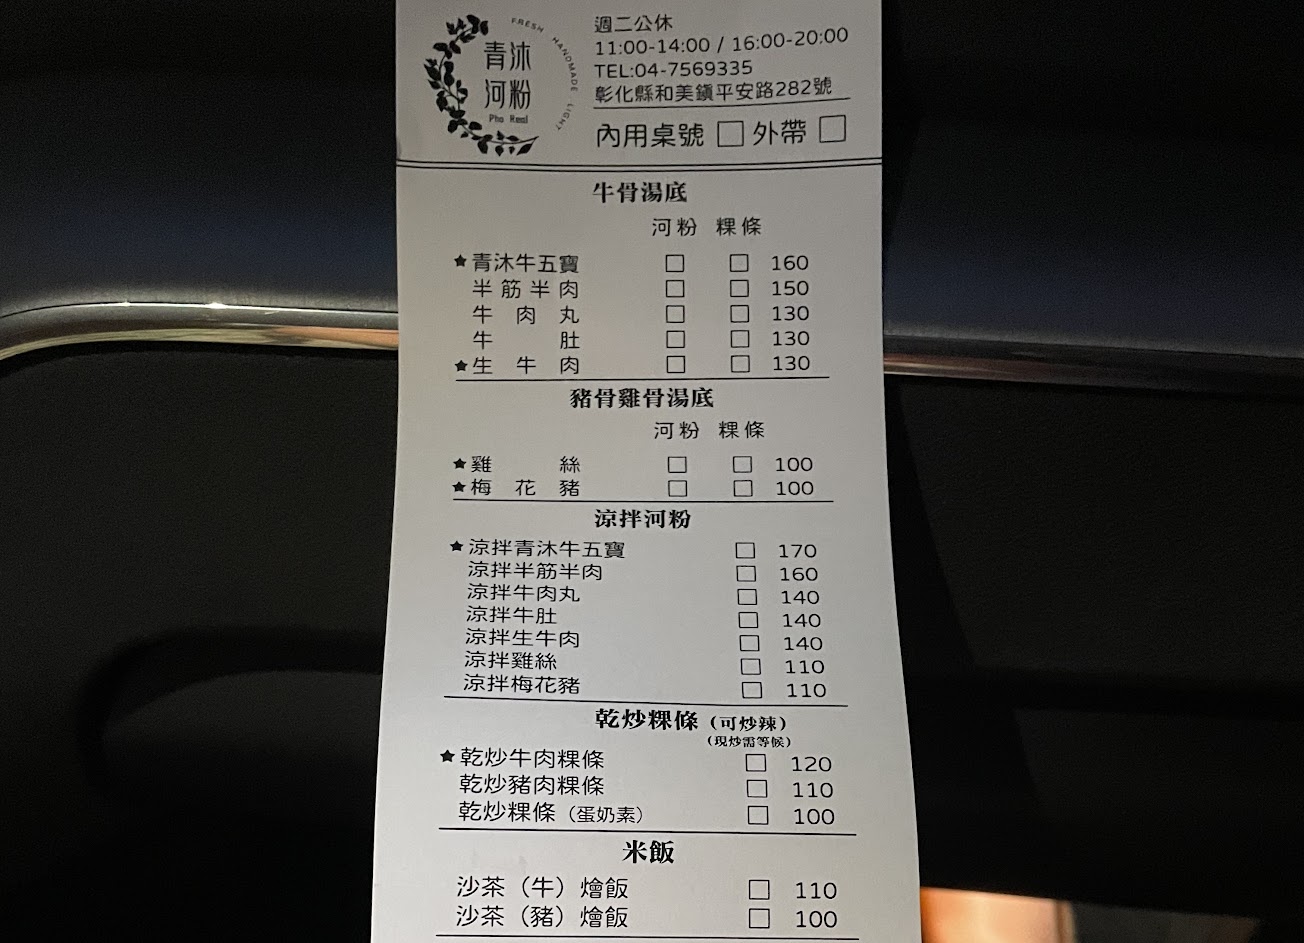 青沐
河粉
Pho Real
FRESH HANDMADE LIGHT
週二公休
11:00-14:00 / 16:00-20:00
TEL:04-7569335
彰化縣和美鎮平安路282號
內用桌號 □ 外帶 □
牛骨湯底
河粉 粿條
★青沐牛五寶 □ □ 160
半筋半肉 □ □ 150
牛肉丸 □ □ 130
牛肚 □ □ 130
★生牛肉 □ □ 130
豬骨雞骨湯底
河粉 粿條
★雞絲 □ □ 100
★梅花豬 □ □ 100
涼拌河粉
★涼拌青沐牛五寶 □ 170
涼拌半筋半肉 □ 160
涼拌牛肉丸 □ 140
涼拌牛肚 □ 140
涼拌生牛肉 □ 140
涼拌雞絲 □ 110
涼拌梅花豬 □ 110
乾炒粿條（可炒辣）
（現炒需等候）
★乾炒牛肉粿條 □ 120
乾炒豬肉粿條 □ 110
乾炒粿條（蛋奶素） □ 100
米飯
沙茶（牛）燴飯 □ 110
沙茶（豬）燴飯 □ 100